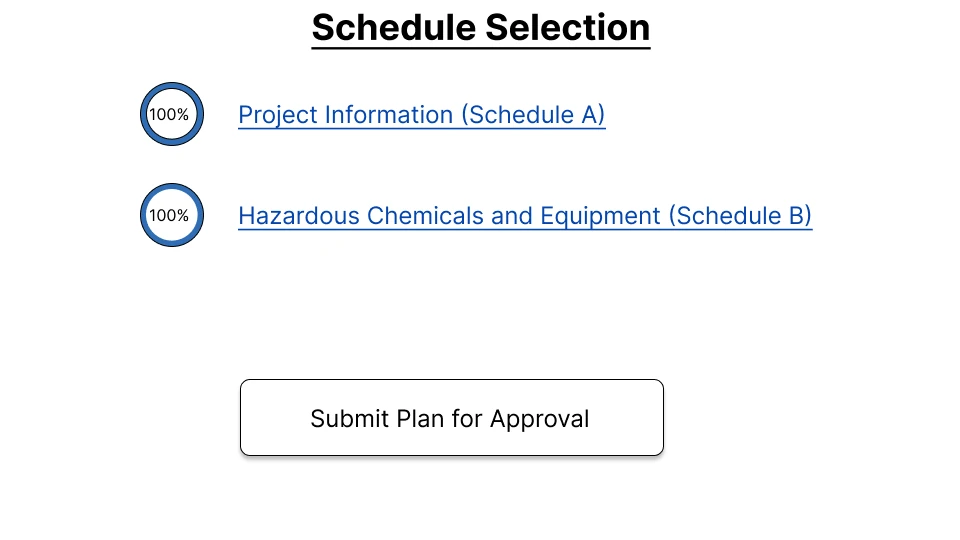 Schedule Selection
100%
Project Information (Schedule A)
100%
Hazardous Chemicals and Equipment (Schedule B)
Submit Plan for Approval